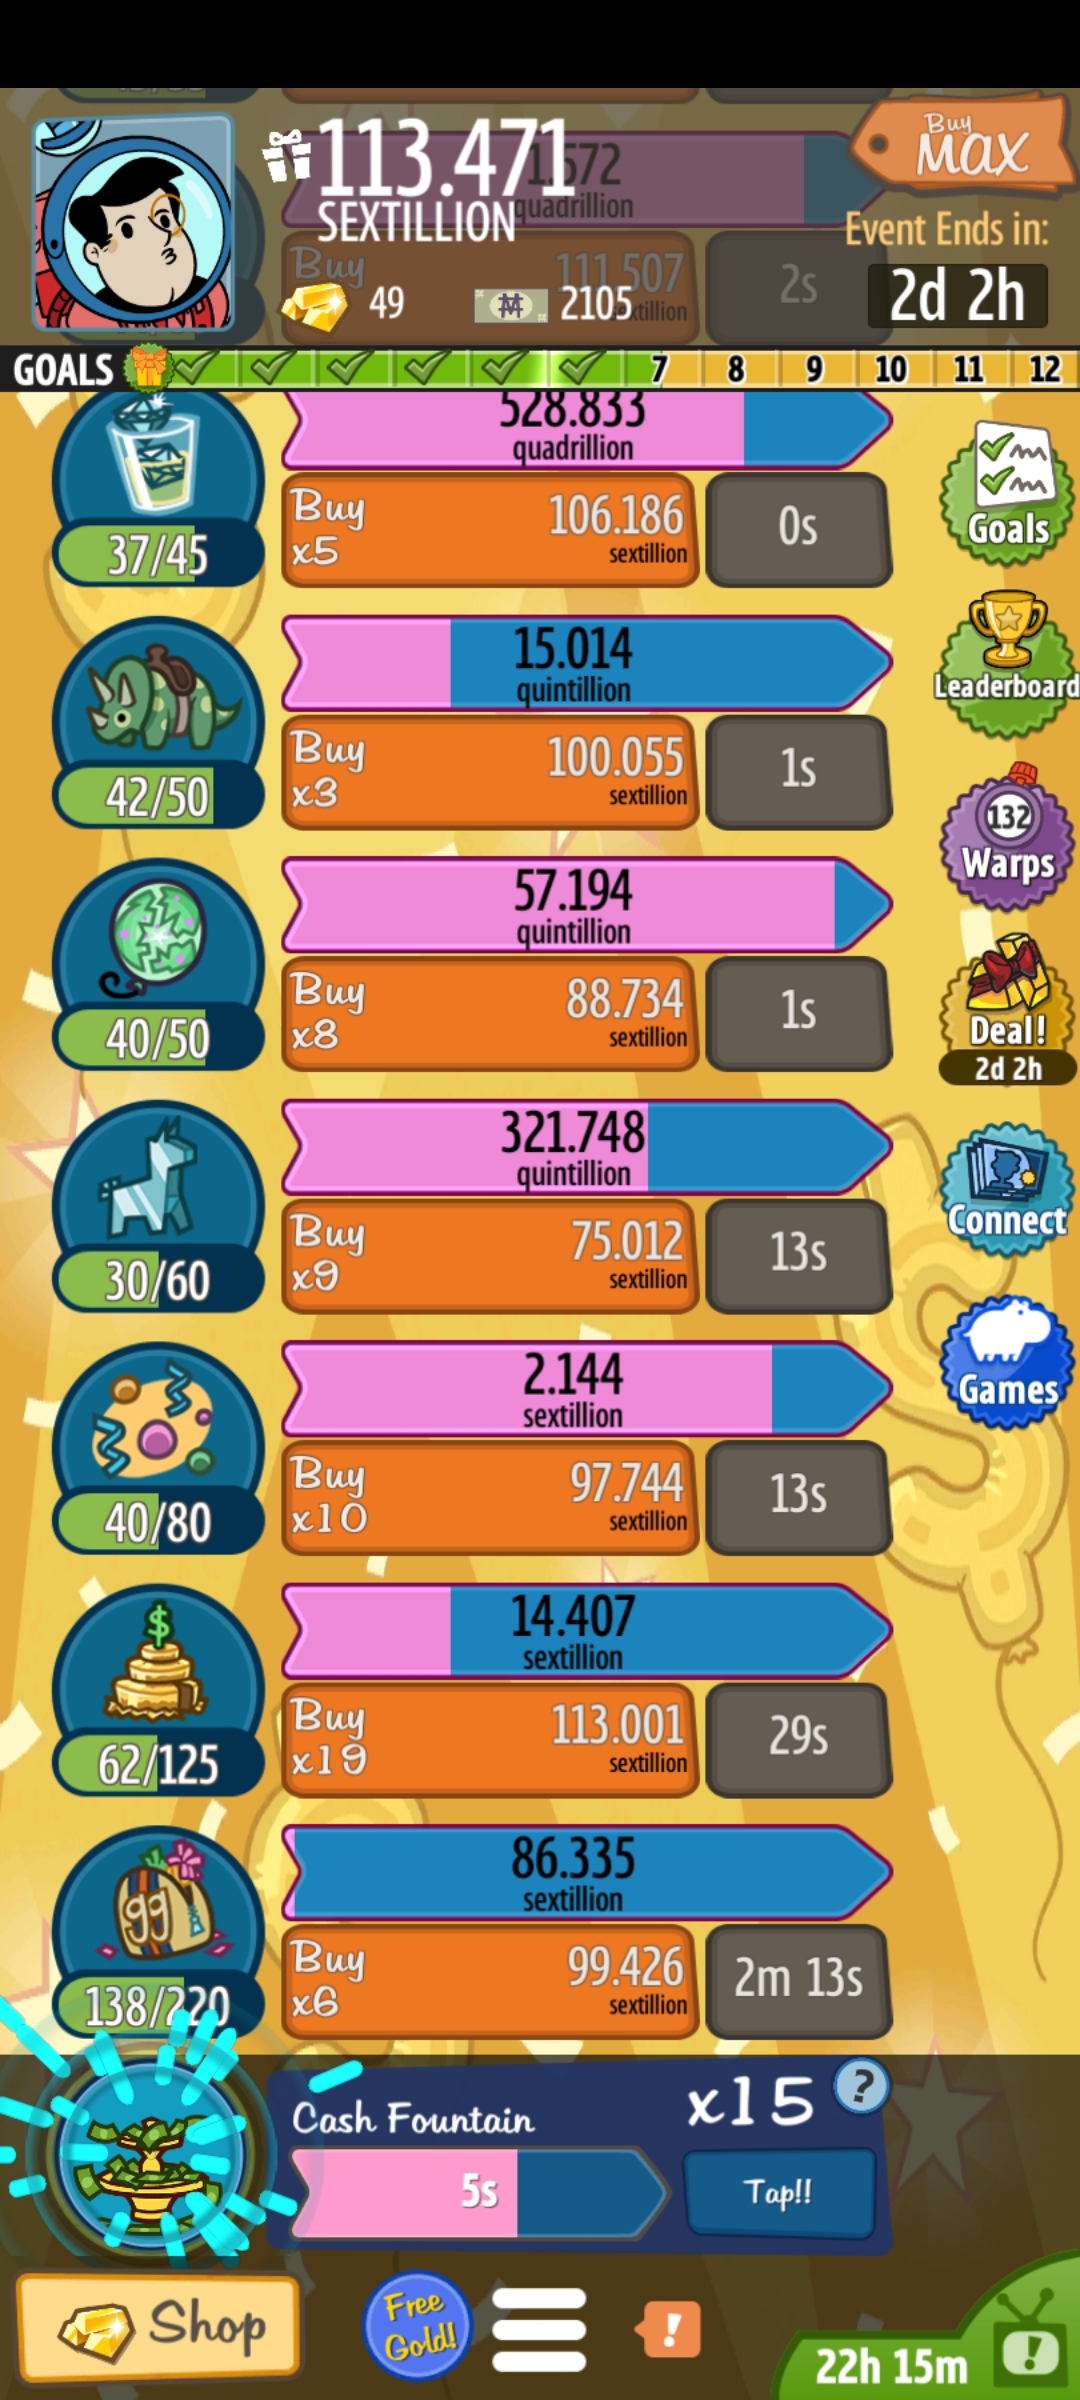 113.471
SEXTILLION
49
2105
Buy
MAX
Event Ends in:
2d 2h
1.572
quadrillion
Buy
111.507
2s
GOALS
7 8 9 10 11 12
528.833
quadrillion
37/45
Buy
x5
106.186
sextillion
0s
Goals
15.014
quintillion
42/50
Buy
x3
100.055
sextillion
1s
Leaderboard
57.194
quintillion
40/50
Buy
x8
88.734
sextillion
1s
132
Warps
Deal!
2d 2h
321.748
quintillion
30/60
Buy
x9
75.012
sextillion
13s
Connect
2.144
sextillion
40/80
Buy
x10
97.744
sextillion
13s
Games
$
14.407
sextillion
62/125
Buy
x19
113.001
sextillion
29s
99
86.335
sextillion
138/220
Buy
x6
99.426
sextillion
2m 13s
Cash Fountain
x15
?
5s
Tap!!
Shop
Free
Gold!
!
22h 15m
!